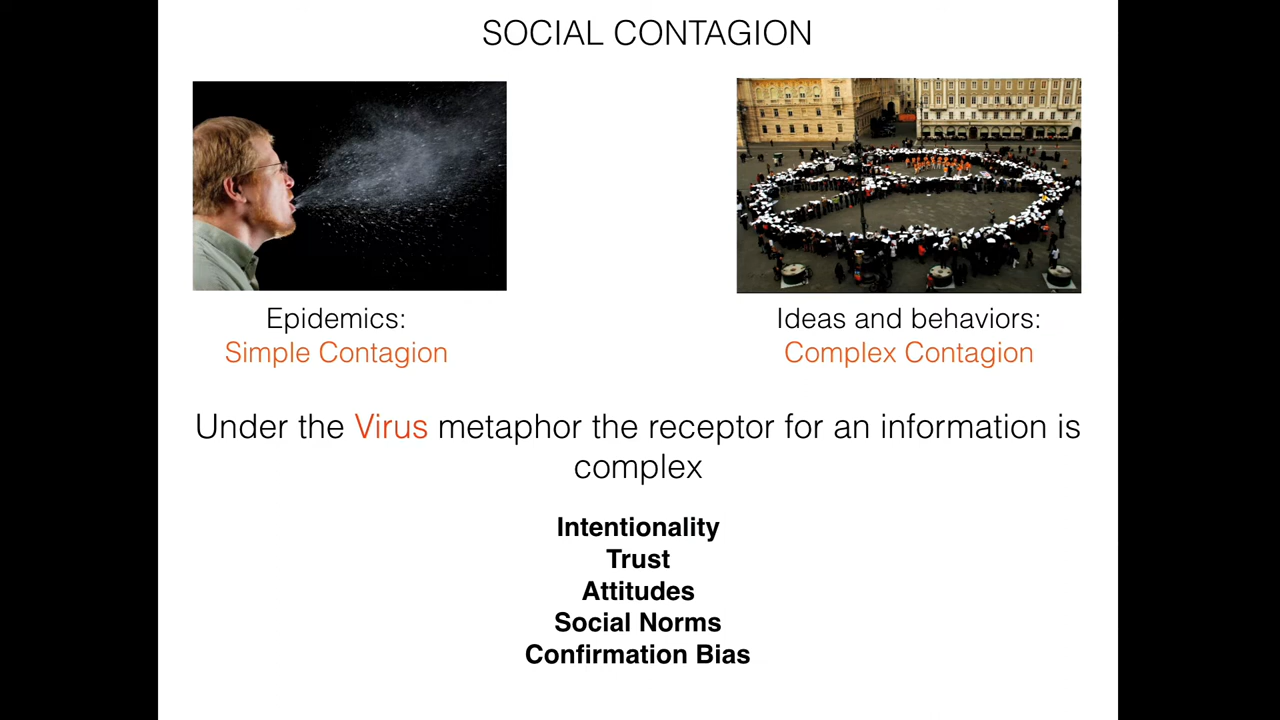 SOCIAL CONTAGION
Epidemics:
Simple Contagion
Ideas and behaviors:
Complex Contagion
Under the Virus metaphor the receptor for an information is
complex
Intentionality
Trust
Attitudes
Social Norms
Confirmation Bias